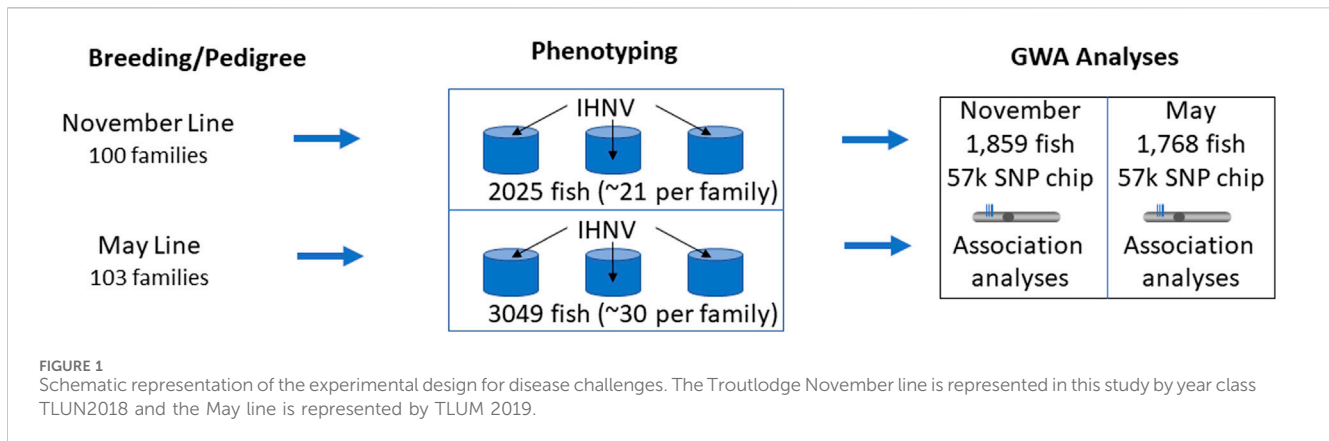 Breeding/Pedigree
Phenotyping
GWA Analyses
November Line
100 families
IHNV
2025 fish (~21 per family)
May Line
103 families
IHNV
3049 fish (~30 per family)
November
1,859 fish
57k SNP chip
Association
analyses
May
1,768 fish
57k SNP chip
Association
analyses
FIGURE 1
Schematic representation of the experimental design for disease challenges. The Troutlodge November line is represented in this study by year class
TLUN2018 and the May line is represented by TLUM 2019.